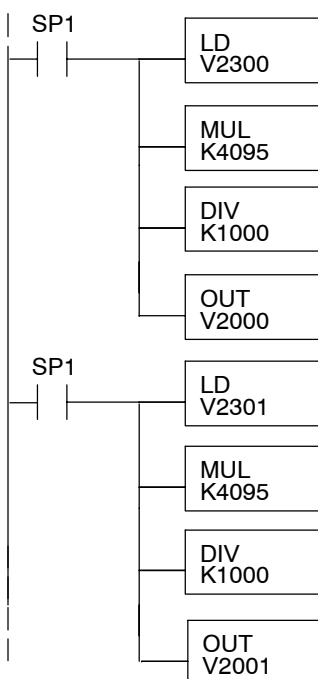 SP1
LD
V2300
MUL
K4095
DIV
K1000
OUT
V2000
SP1
LD
V2301
MUL
K4095
DIV
K1000
OUT
V2001